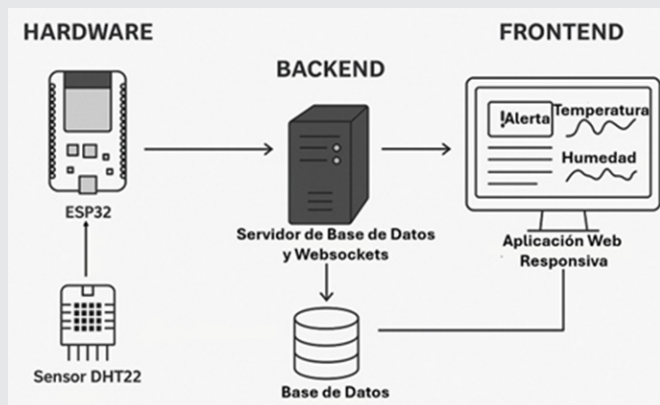 HARDWARE
ESP32
Sensor DHT22
BACKEND
Servidor de Base de Datos
y Websockets
Base de Datos
FRONTEND
!Alerta
Temperatura
Humedad
Aplicación Web
Responsiva